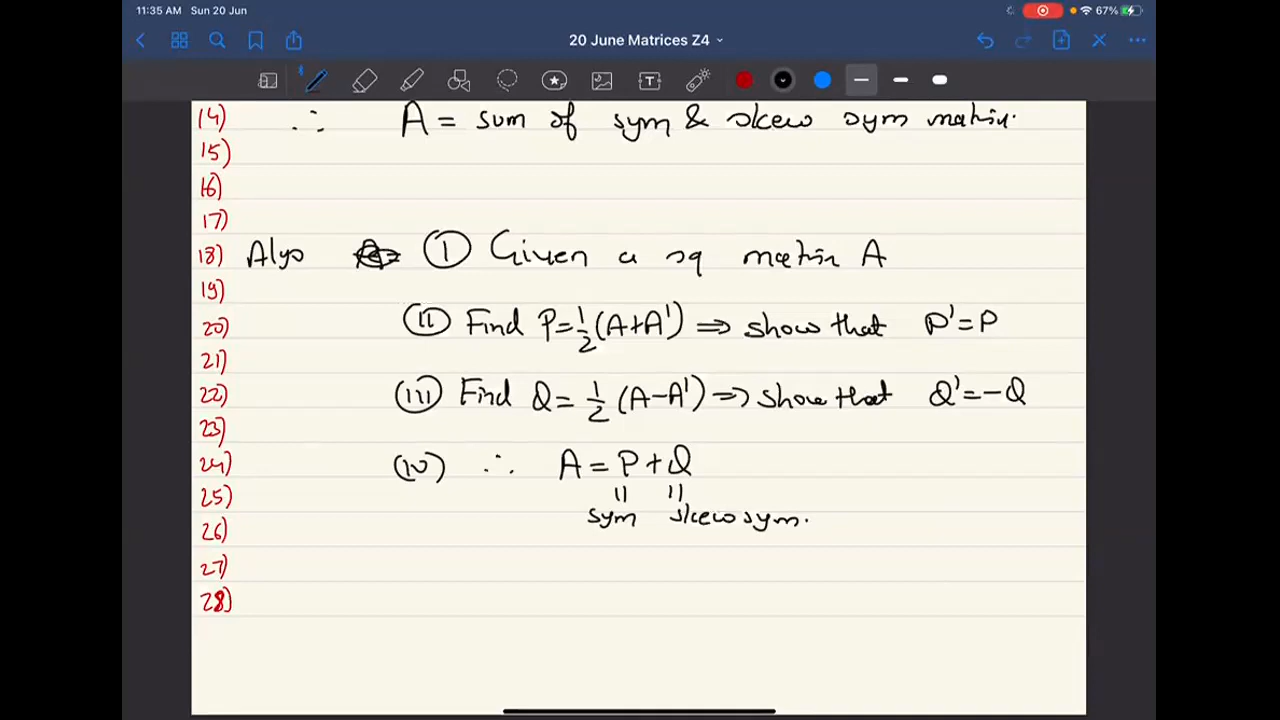 11:35 AM Sun 20 Jun 67%
20 June Matrices Z4
14) ∴ A = sum of sym & skew sym matrix.
15)
16)
17)
18) Also (I) Given a sq matrix A
19)
20) (II) Find P=1/2(A+A') ⇒ show that P'=P
21)
22) (III) Find Q=1/2(A-A') ⇒ show that Q'=-Q
23)
24) (IV) ∴ A=P+Q
25) || ||
26) sym skew sym.
27)
28)